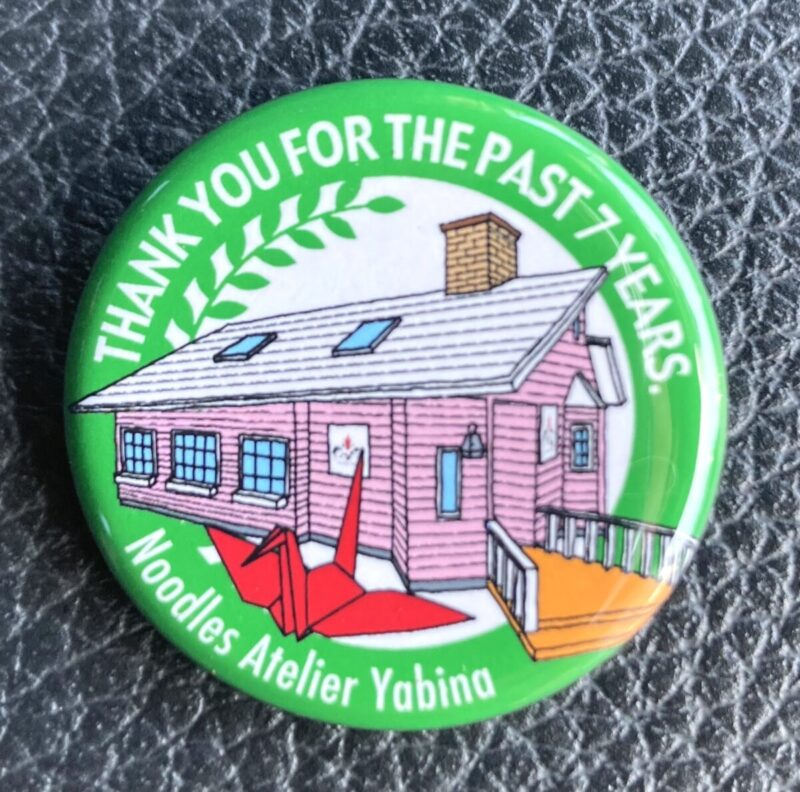 THANK YOU FOR THE PAST 7 YEARS.
Noodles Atelier Yabina